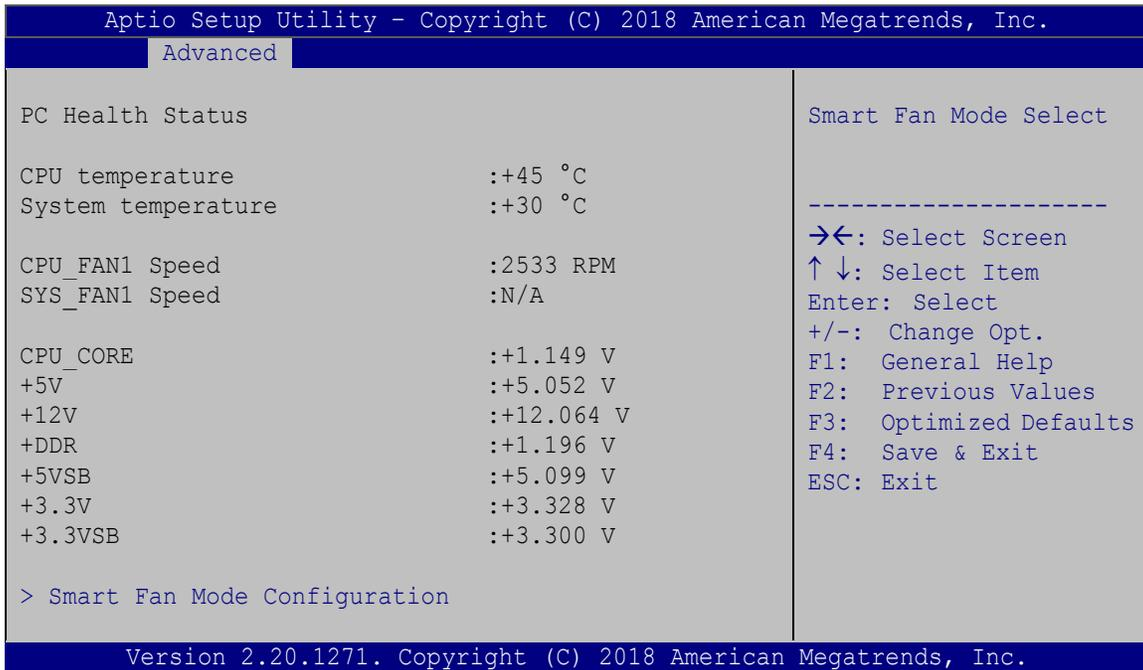 Aptio Setup Utility – Copyright (C) 2018 American Megatrends, Inc.
Advanced
PC Health Status
CPU temperature :+45 °C
System temperature :+30 °C
CPU_FAN1 Speed :2533 RPM
SYS_FAN1 Speed :N/A
CPU_CORE :+1.149 V
+5V :+5.052 V
+12V :+12.064 V
+DDR :+1.196 V
+5VSB :+5.099 V
+3.3V :+3.328 V
+3.3VSB :+3.300 V
> Smart Fan Mode Configuration
Smart Fan Mode Select
---------------------
→←: Select Screen
↑ ↓: Select Item
Enter: Select
+/-: Change Opt.
F1: General Help
F2: Previous Values
F3: Optimized Defaults
F4: Save & Exit
ESC: Exit
Version 2.20.1271. Copyright (C) 2018 American Megatrends, Inc.